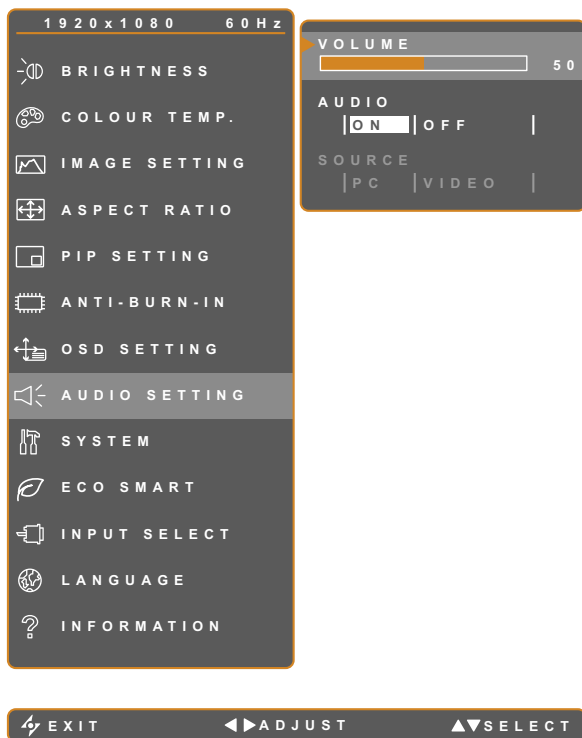 1920x1080 60Hz
BRIGHTNESS
COLOUR TEMP.
IMAGE SETTING
ASPECT RATIO
PIP SETTING
ANTI-BURN-IN
OSD SETTING
AUDIO SETTING
SYSTEM
ECO SMART
INPUT SELECT
LANGUAGE
INFORMATION
VOLUME
50
AUDIO
ON OFF
SOURCE
PC VIDEO
EXIT ADJUST SELECT